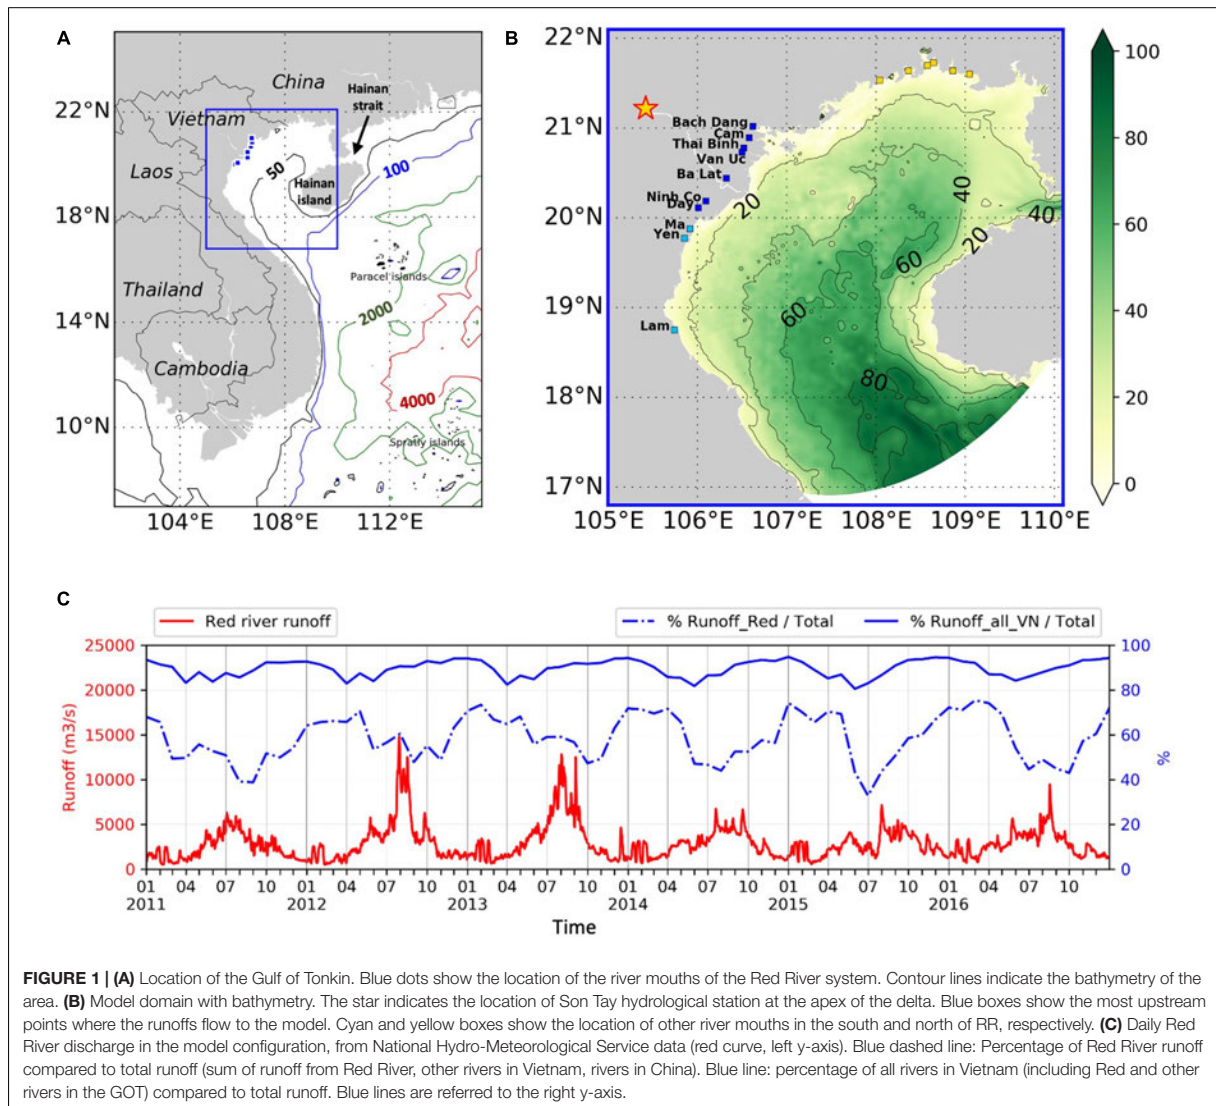 A
China
Hainan
strait
22°N
Vietnam
Laos
50
100
Hainan
island
18°N
Paracel islands
Thailand
2000
14°N
Cambodia
4000
10°N
Spratly islands
104°E 108°E 112°E
B
22°N
21°N
20°N
19°N
18°N
17°N
Bach Dang
Cam
Thai Binh
Van Uc
Ba Lat
Ninh Co
Day
Ma
Yen
Lam
20
40
40
20
60
60
80
105°E 106°E 107°E 108°E 109°E 110°E
100
80
60
40
20
0
C
Red river runoff
% Runoff_Red / Total % Runoff_all_VN / Total
25000
20000
15000
10000
5000
0
Runoff (m3/s)
100
80
60
40
20
0
%
01 04 07 10 01 04 07 10 01 04 07 10 01 04 07 10 01 04 07 10 01 04 07 10
2011 2012 2013 2014 2015 2016
Time
FIGURE 1 | (A) Location of the Gulf of Tonkin. Blue dots show the location of the river mouths of the Red River system. Contour lines indicate the bathymetry of the
area. (B) Model domain with bathymetry. The star indicates the location of Son Tay hydrological station at the apex of the delta. Blue boxes show the most upstream
points where the runoffs flow to the model. Cyan and yellow boxes show the location of other river mouths in the south and north of RR, respectively. (C) Daily Red
River discharge in the model configuration, from National Hydro-Meteorological Service data (red curve, left y-axis). Blue dashed line: Percentage of Red River runoff
compared to total runoff (sum of runoff from Red River, other rivers in Vietnam, rivers in China). Blue line: percentage of all rivers in Vietnam (including Red and other
rivers in the GOT) compared to total runoff. Blue lines are referred to the right y-axis.